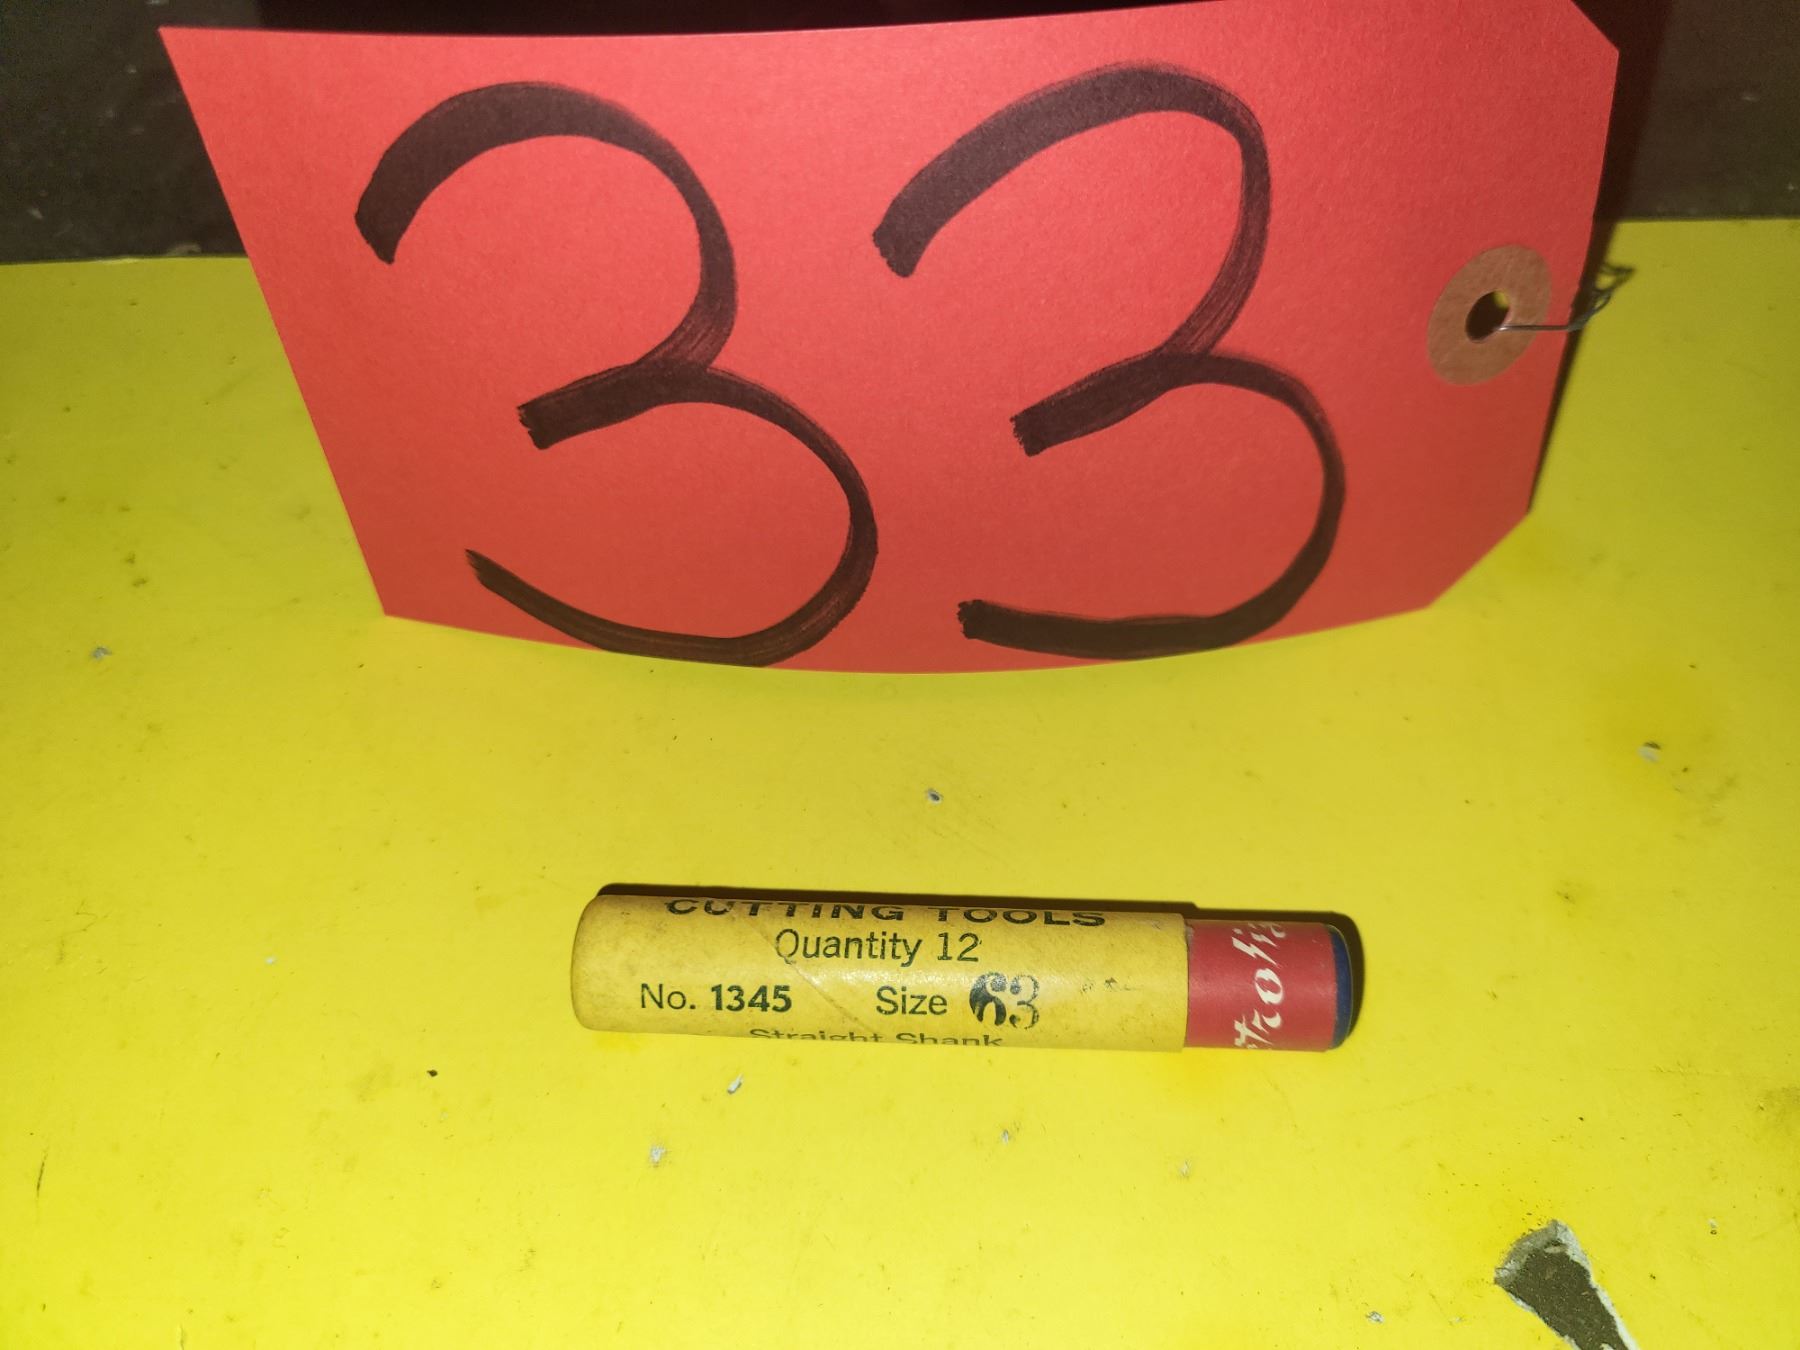 33
CUTTING TOOLS
Quantity 12
No. 1345 Size 63
Straight Shank